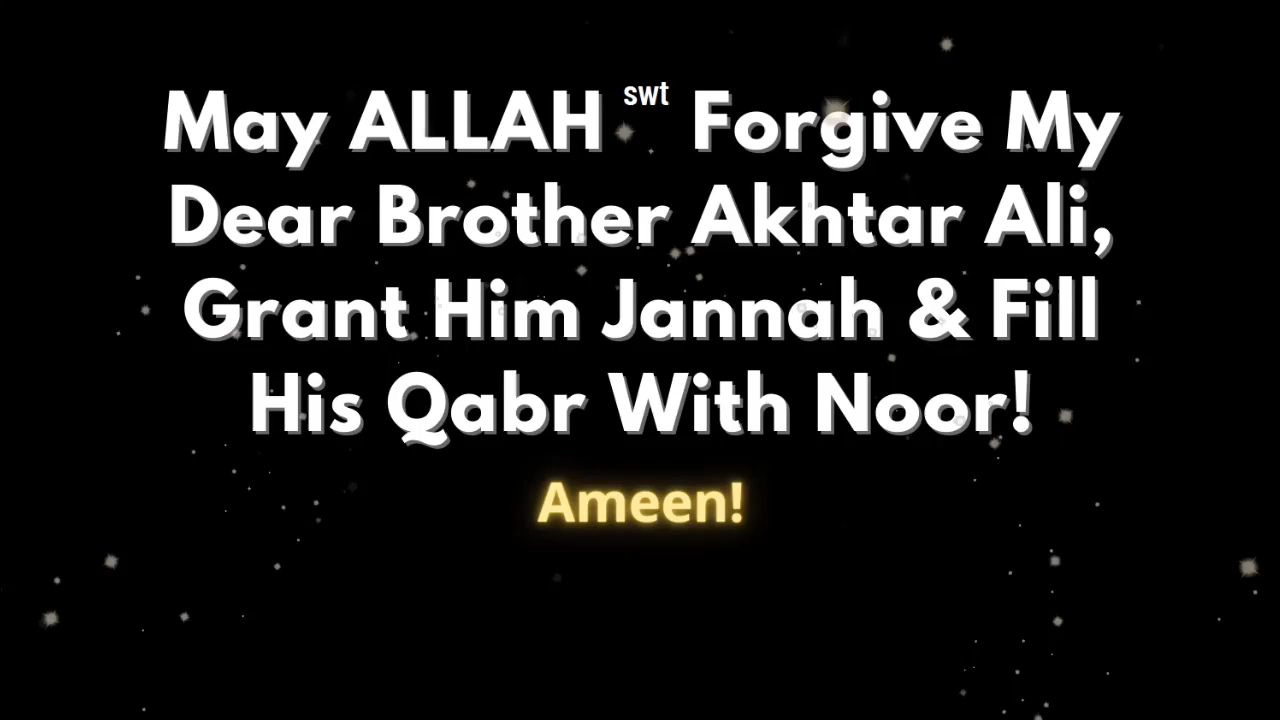 May ALLAH swt Forgive My
Dear Brother Akhtar Ali,
Grant Him Jannah & Fill
His Qabr With Noor!
Ameen!